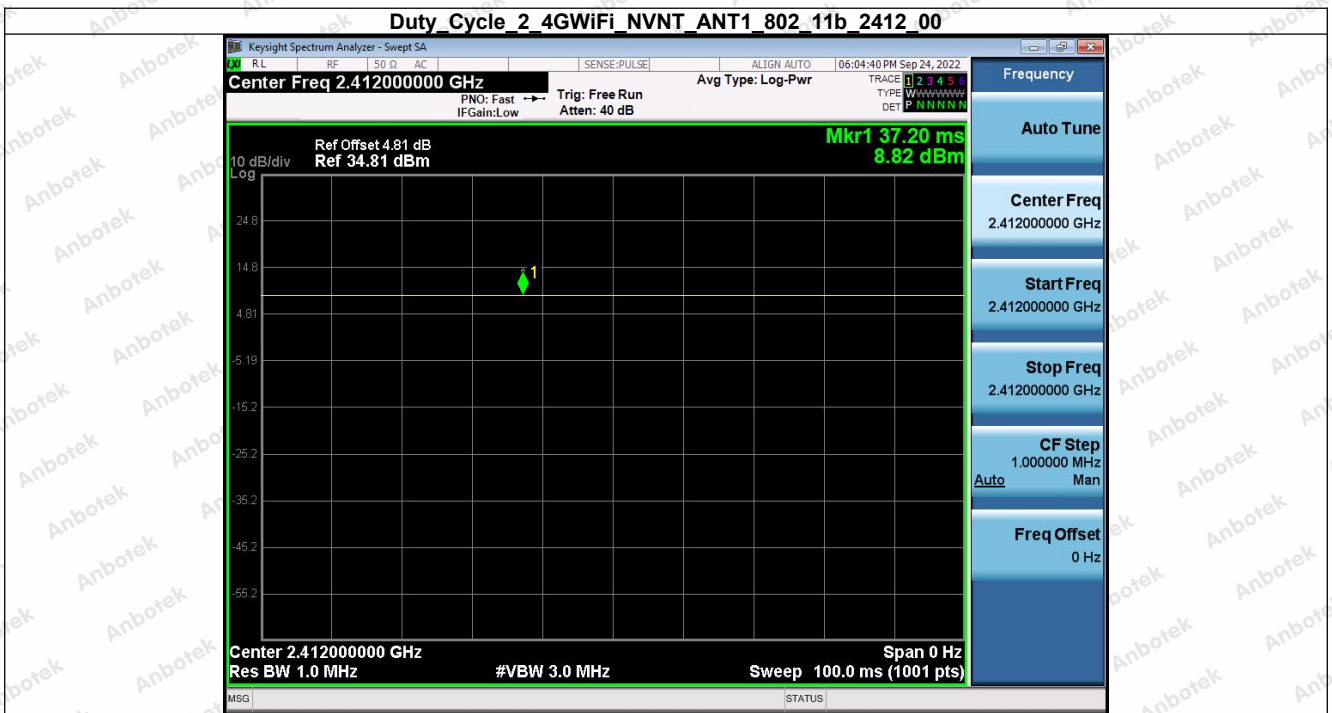 Duty_Cycle_2_4GWiFi_NVNT_ANT1_802_11b_2412_00
Keysight Spectrum Analyzer - Swept SA
LXI RL RF 50 Ω AC SENSE:PULSE ALIGN AUTO 06:04:40 PM Sep 24, 2022
Center Freq 2.412000000 GHz
PNO: Fast
IFGain:Low
Trig: Free Run
Atten: 40 dB
Avg Type: Log-Pwr
TRACE 1 2 3 4 5 6
TYPE WWWWWW
DET P N N N N N
Mkr1 37.20 ms
8.82 dBm
Ref Offset 4.81 dB
10 dB/div Ref 34.81 dBm
Log
24.8
14.8
4.81
-5.19
-15.2
-25.2
-35.2
-45.2
-55.2
1
Center 2.412000000 GHz Span 0 Hz
Res BW 1.0 MHz #VBW 3.0 MHz Sweep 100.0 ms (1001 pts)
MSG STATUS
Frequency
Auto Tune
Center Freq
2.412000000 GHz
Start Freq
2.412000000 GHz
Stop Freq
2.412000000 GHz
CF Step
1.000000 MHz
Auto Man
Freq Offset
0 Hz
Anbotek